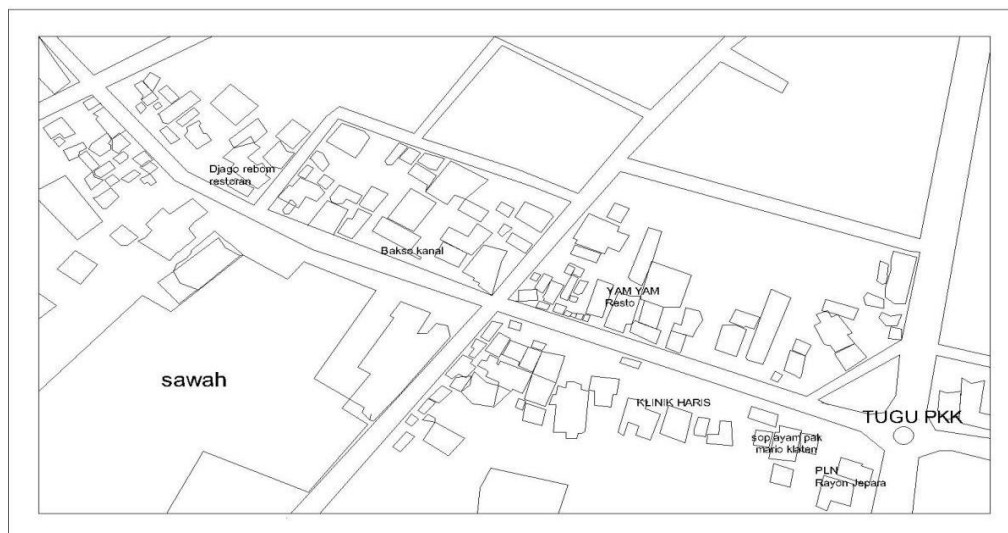 Djago reborn
restoran
Bakso kanal
YAM YAM
Resto
sawah
KLINIK HARIS
TUGU PKK
sop ayam pak
mario klaten
PLN
Rayon Jepara